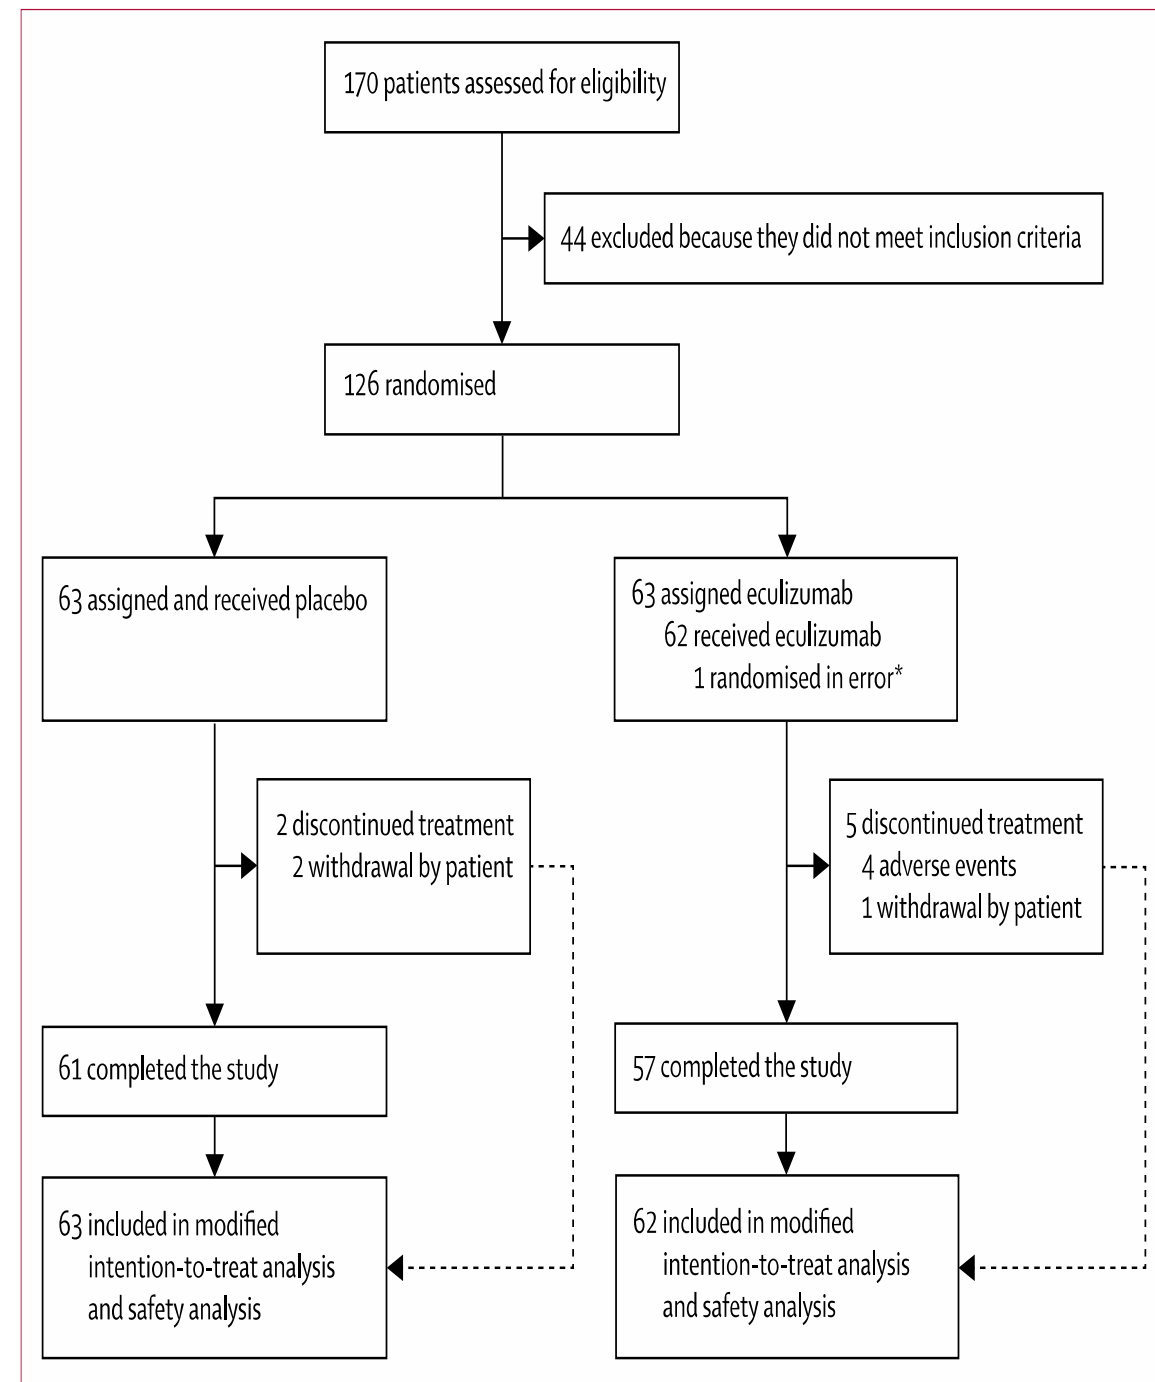 170 patients assessed for eligibility
44 excluded because they did not meet inclusion criteria
126 randomised
63 assigned and received placebo
63 assigned eculizumab
62 received eculizumab
1 randomised in error*
2 discontinued treatment
2 withdrawal by patient
5 discontinued treatment
4 adverse events
1 withdrawal by patient
61 completed the study
57 completed the study
63 included in modified
intention-to-treat analysis
and safety analysis
62 included in modified
intention-to-treat analysis
and safety analysis